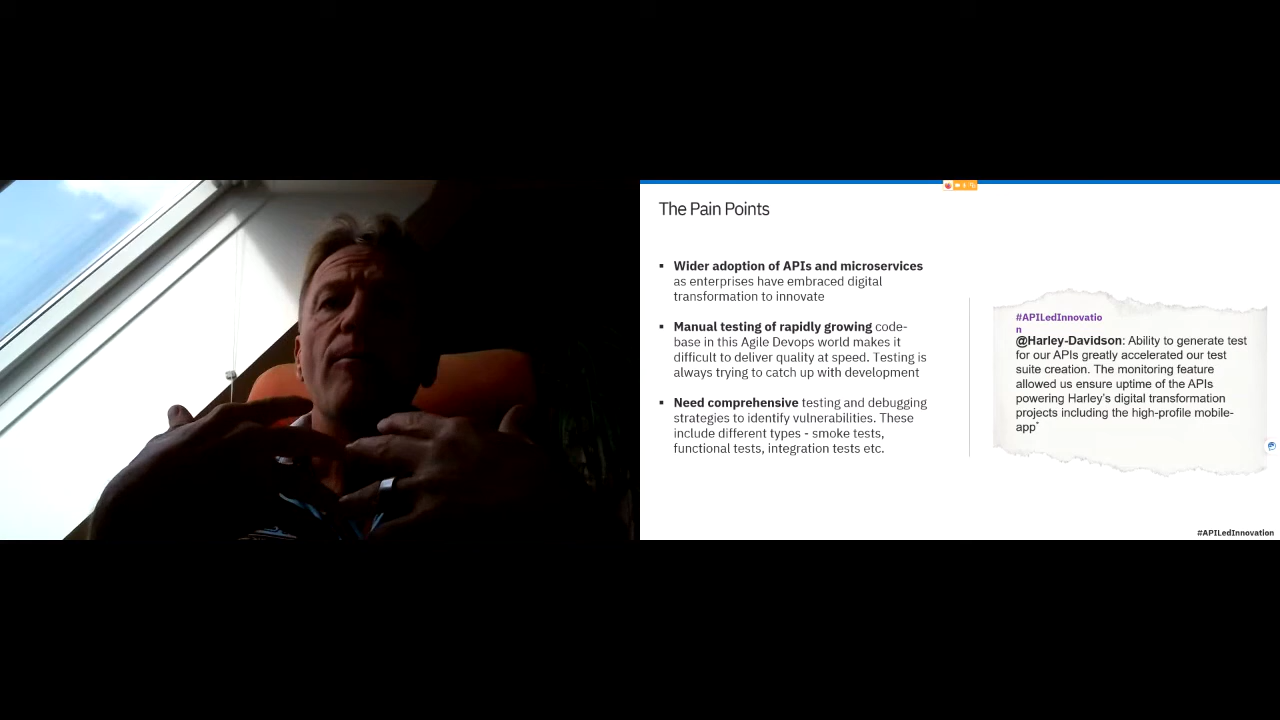 The Pain Points
▪ Wider adoption of APIs and microservices
as enterprises have embraced digital
transformation to innovate
▪ Manual testing of rapidly growing code-
base in this Agile Devops world makes it
difficult to deliver quality at speed. Testing is
always trying to catch up with development
▪ Need comprehensive testing and debugging
strategies to identify vulnerabilities. These
include different types - smoke tests,
functional tests, integration tests etc.
#APILedInnovatio
n
@Harley-Davidson: Ability to generate test
for our APIs greatly accelerated our test
suite creation. The monitoring feature
allowed us ensure uptime of the APIs
powering Harley's digital transformation
projects including the high-profile mobile-
app*
#APILedInnovation